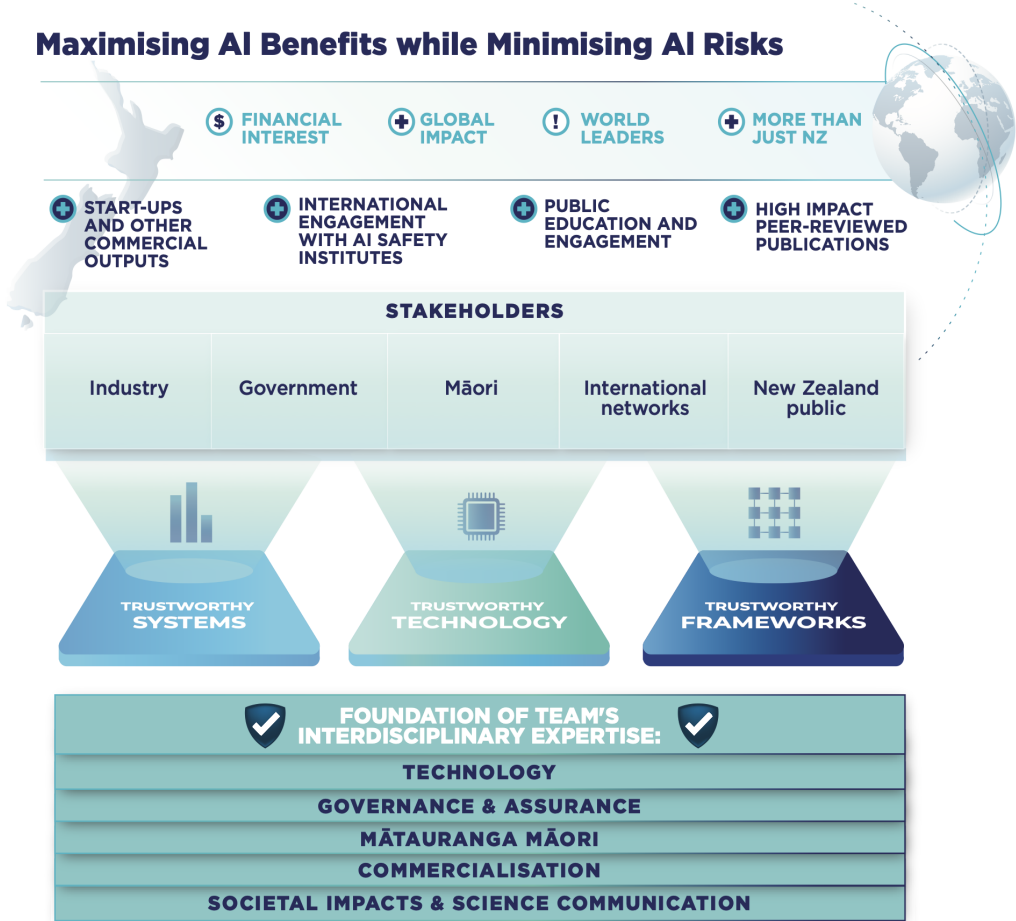 Maximising AI Benefits while Minimising AI Risks
$ FINANCIAL
INTEREST
GLOBAL
IMPACT
! WORLD
LEADERS
MORE THAN
JUST NZ
START-UPS
AND OTHER
COMMERCIAL
OUTPUTS
INTERNATIONAL
ENGAGEMENT
WITH AI SAFETY
INSTITUTES
PUBLIC
EDUCATION AND
ENGAGEMENT
HIGH IMPACT
PEER-REVIEWED
PUBLICATIONS
STAKEHOLDERS
Industry
Government
Māori
International
networks
New Zealand
public
TRUSTWORTHY
SYSTEMS
TRUSTWORTHY
TECHNOLOGY
TRUSTWORTHY
FRAMEWORKS
FOUNDATION OF TEAM'S
INTERDISCIPLINARY EXPERTISE:
TECHNOLOGY
GOVERNANCE & ASSURANCE
MĀTAURANGA MĀORI
COMMERCIALISATION
SOCIETAL IMPACTS & SCIENCE COMMUNICATION